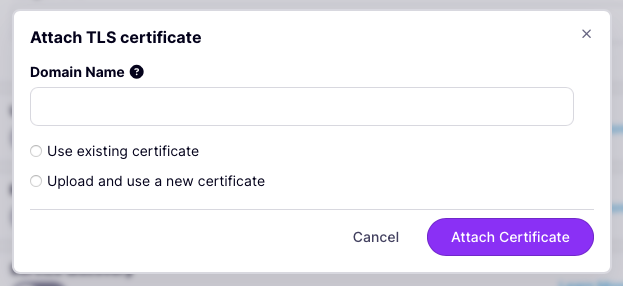 Attach TLS certificate
Domain Name
Use existing certificate
Upload and use a new certificate
Cancel
Attach Certificate